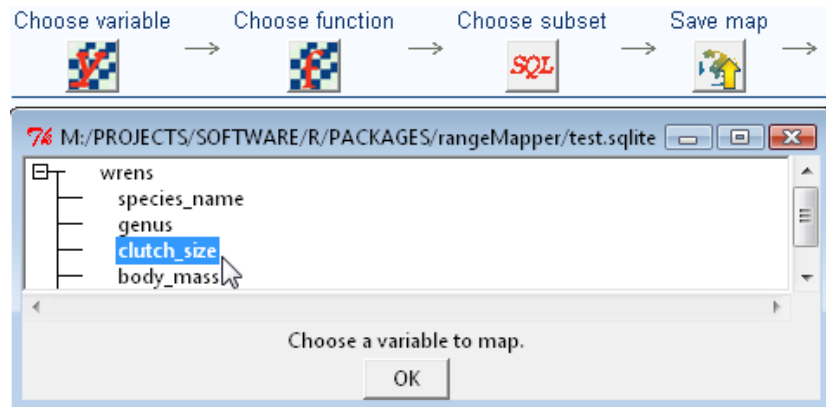 Choose variable → Choose function → Choose subset → Save map →
y f SQL
7k M:/PROJECTS/SOFTWARE/R/PACKAGES/rangeMapper/test.sqlite
wrens
species_name
genus
clutch_size
body_mass
Choose a variable to map.
OK